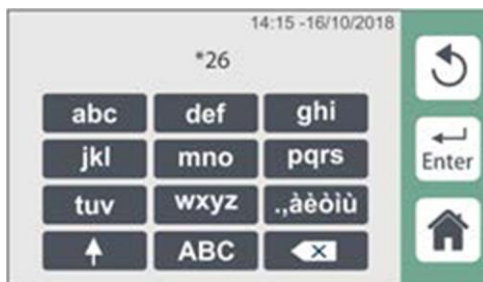 14:15 -16/10/2018
*26
abc def ghi
jkl mno pqrs
Enter
tuv wxyz .,àèòìù
ABC